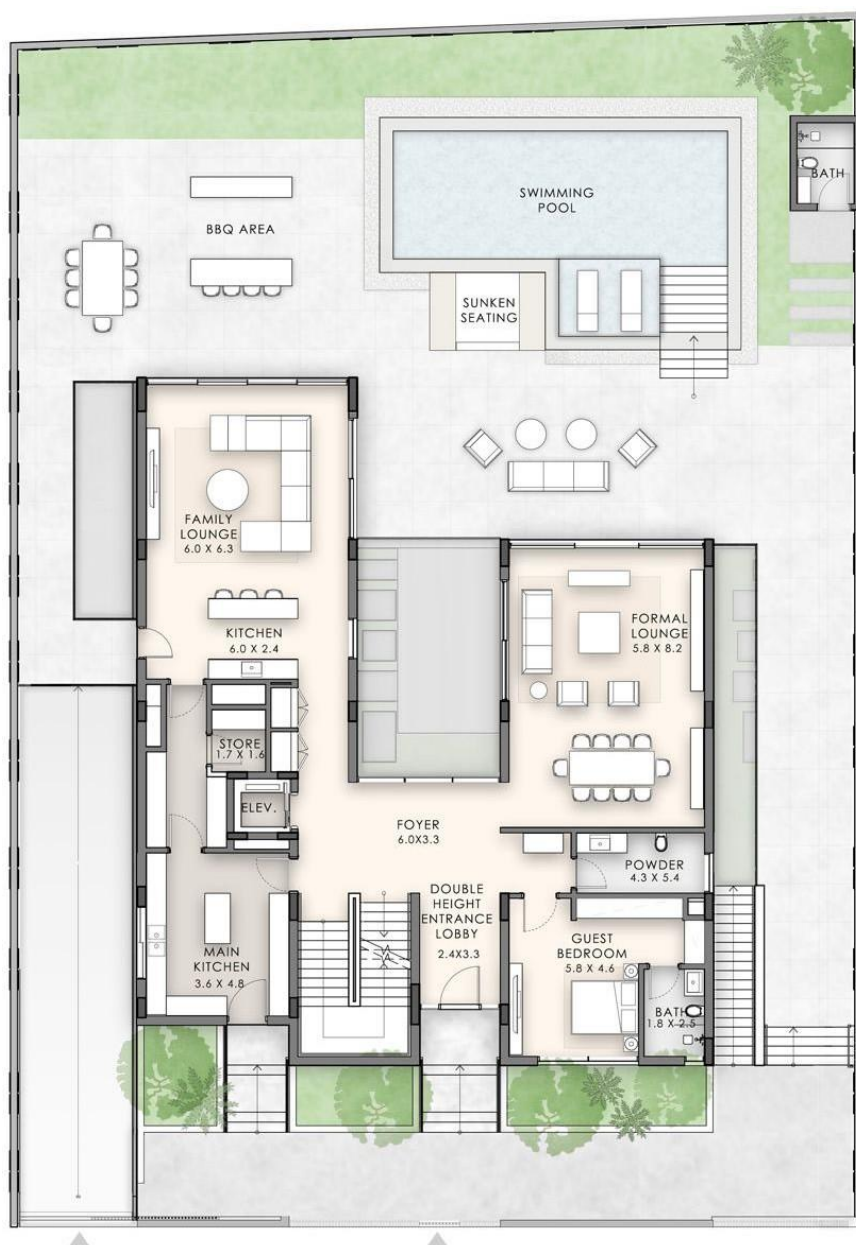 BATH
SWIMMING
POOL
BBQ AREA
SUNKEN
SEATING
FAMILY
LOUNGE
6.0 X 6.3
KITCHEN
6.0 X 2.4
FORMAL
LOUNGE
5.8 X 8.2
STORE
1.7 X 1.6
ELEV.
FOYER
6.0X3.3
POWDER
4.3 X 5.4
DOUBLE
HEIGHT
ENTRANCE
LOBBY
2.4X3.3
MAIN
KITCHEN
3.6 X 4.8
GUEST
BEDROOM
5.8 X 4.6
BATH
1.8 X 2.5